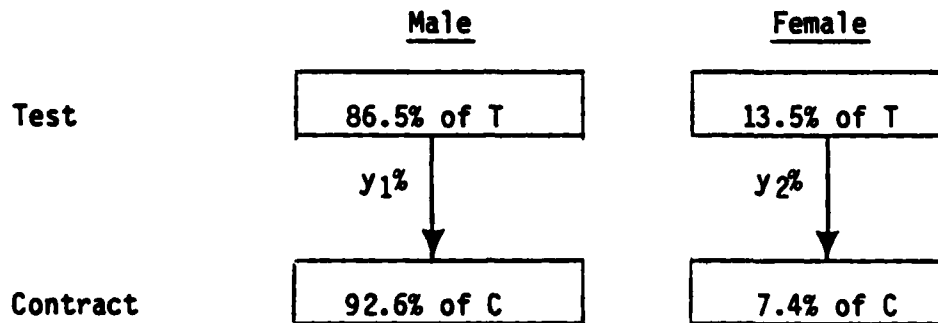 Male Female
Test 86.5% of T 13.5% of T
y1% y2%
Contract 92.6% of C 7.4% of C